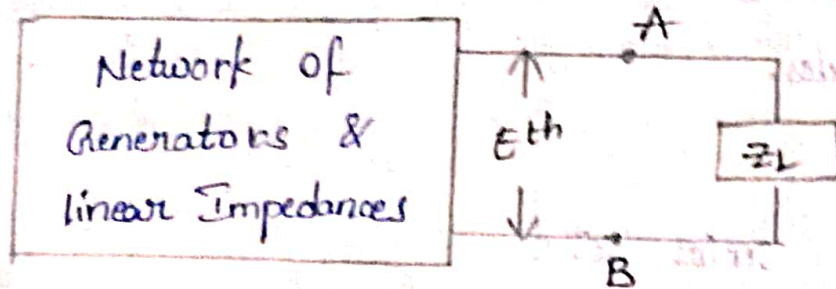 Network of
Generators &
linear Impedances
Eth
A
ZL
B